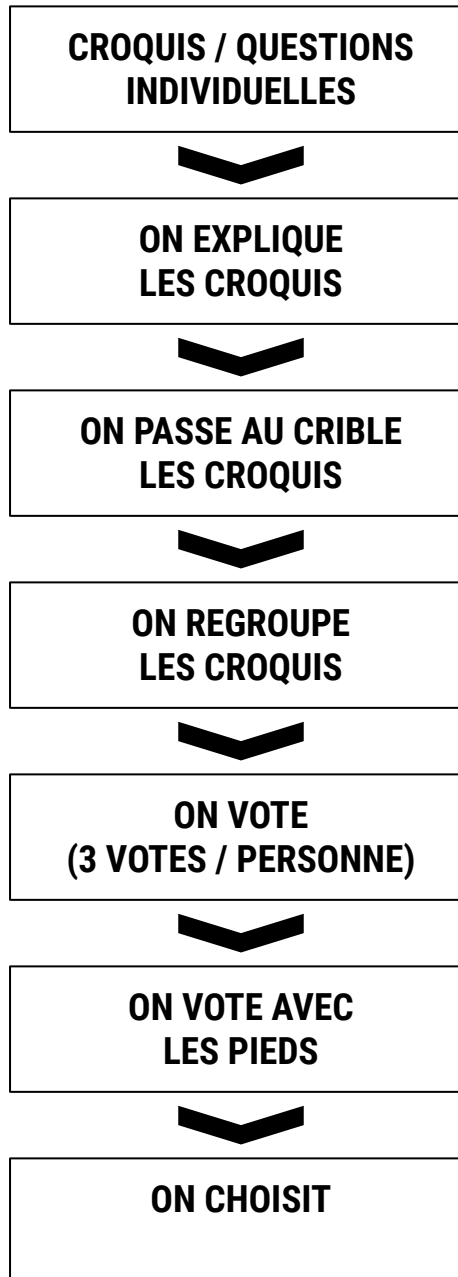 CROQUIS / QUESTIONS
INDIVIDUELLES
ON EXPLIQUE
LES CROQUIS
ON PASSE AU CRIBLE
LES CROQUIS
ON REGROUPE
LES CROQUIS
ON VOTE
(3 VOTES / PERSONNE)
ON VOTE AVEC
LES PIEDS
ON CHOISIT